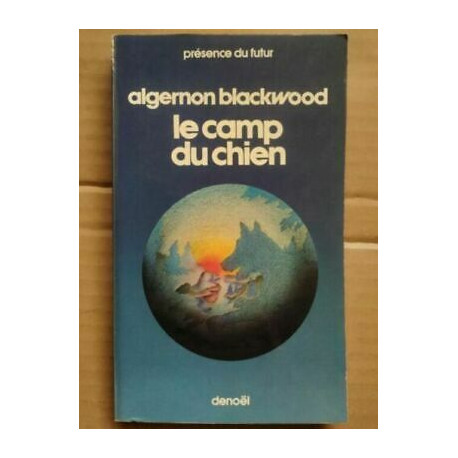 présence du futur
algernon blackwood
le camp
du chien
denoël